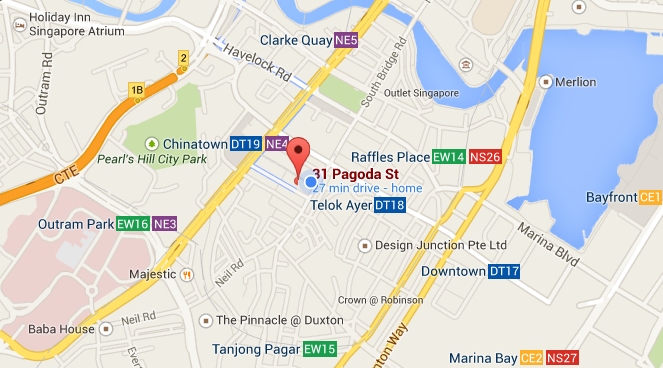 Holiday Inn
Singapore Atrium
Clarke Quay NE5
Havelock Rd
South Bridge Rd
Outram Rd
2
1B
Outlet Singapore
Merlion
Chinatown DT19 NE4
Pearl's Hill City Park
CTE
Raffles Place EW14 NS26
31 Pagoda St
27 min drive - home
Telok Ayer DT18
Bayfront CE1
Outram Park EW16 NE3
Marina Blvd
Design Junction Pte Ltd
Majestic
Neil Rd
Downtown DT17
Crown @ Robinson
Baba House
Neil Rd
The Pinnacle @ Duxton
Tanjong Pagar EW15
nton Way
Marina Bay CE2 NS27